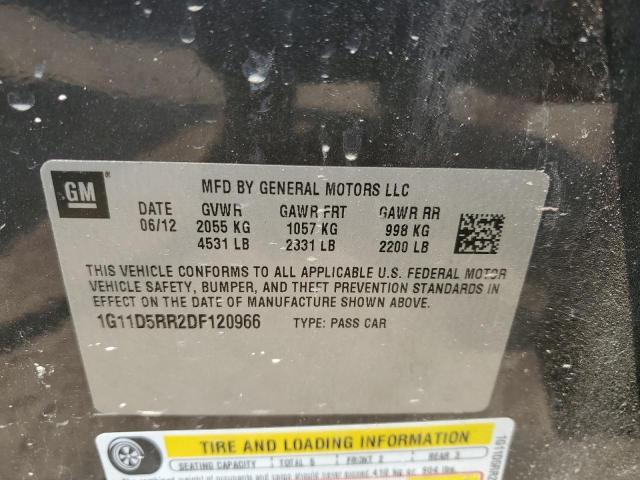 GM
MFD BY GENERAL MOTORS LLC
DATE GVWR GAWR FRT GAWR RR
06/12 2055 KG 1057 KG 998 KG
4531 LB 2331 LB 2200 LB
THIS VEHICLE CONFORMS TO ALL APPLICABLE U.S. FEDERAL MOTOR
VEHICLE SAFETY, BUMPER, AND THEFT PREVENTION STANDARDS IN
EFFECT ON THE DATE OF MANUFACTURE SHOWN ABOVE.
1G11D5RR2DF120966 TYPE: PASS CAR
TIRE AND LOADING INFORMATION
SEATING CAPACITY TOTAL 5 FRONT 2 REAR 3